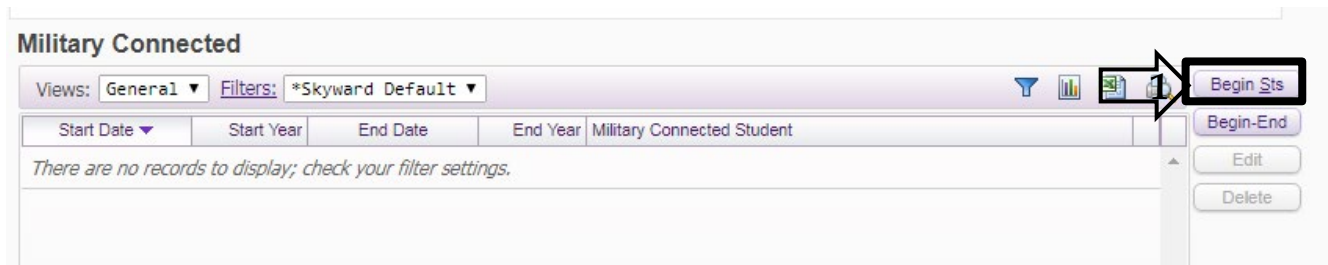 Military Connected
Views: General ▼ Filters: *Skyward Default ▼ 1 Begin Sts
Start Date ▼ Start Year End Date End Year Military Connected Student Begin-End
There are no records to display; check your filter settings. Edit
Delete